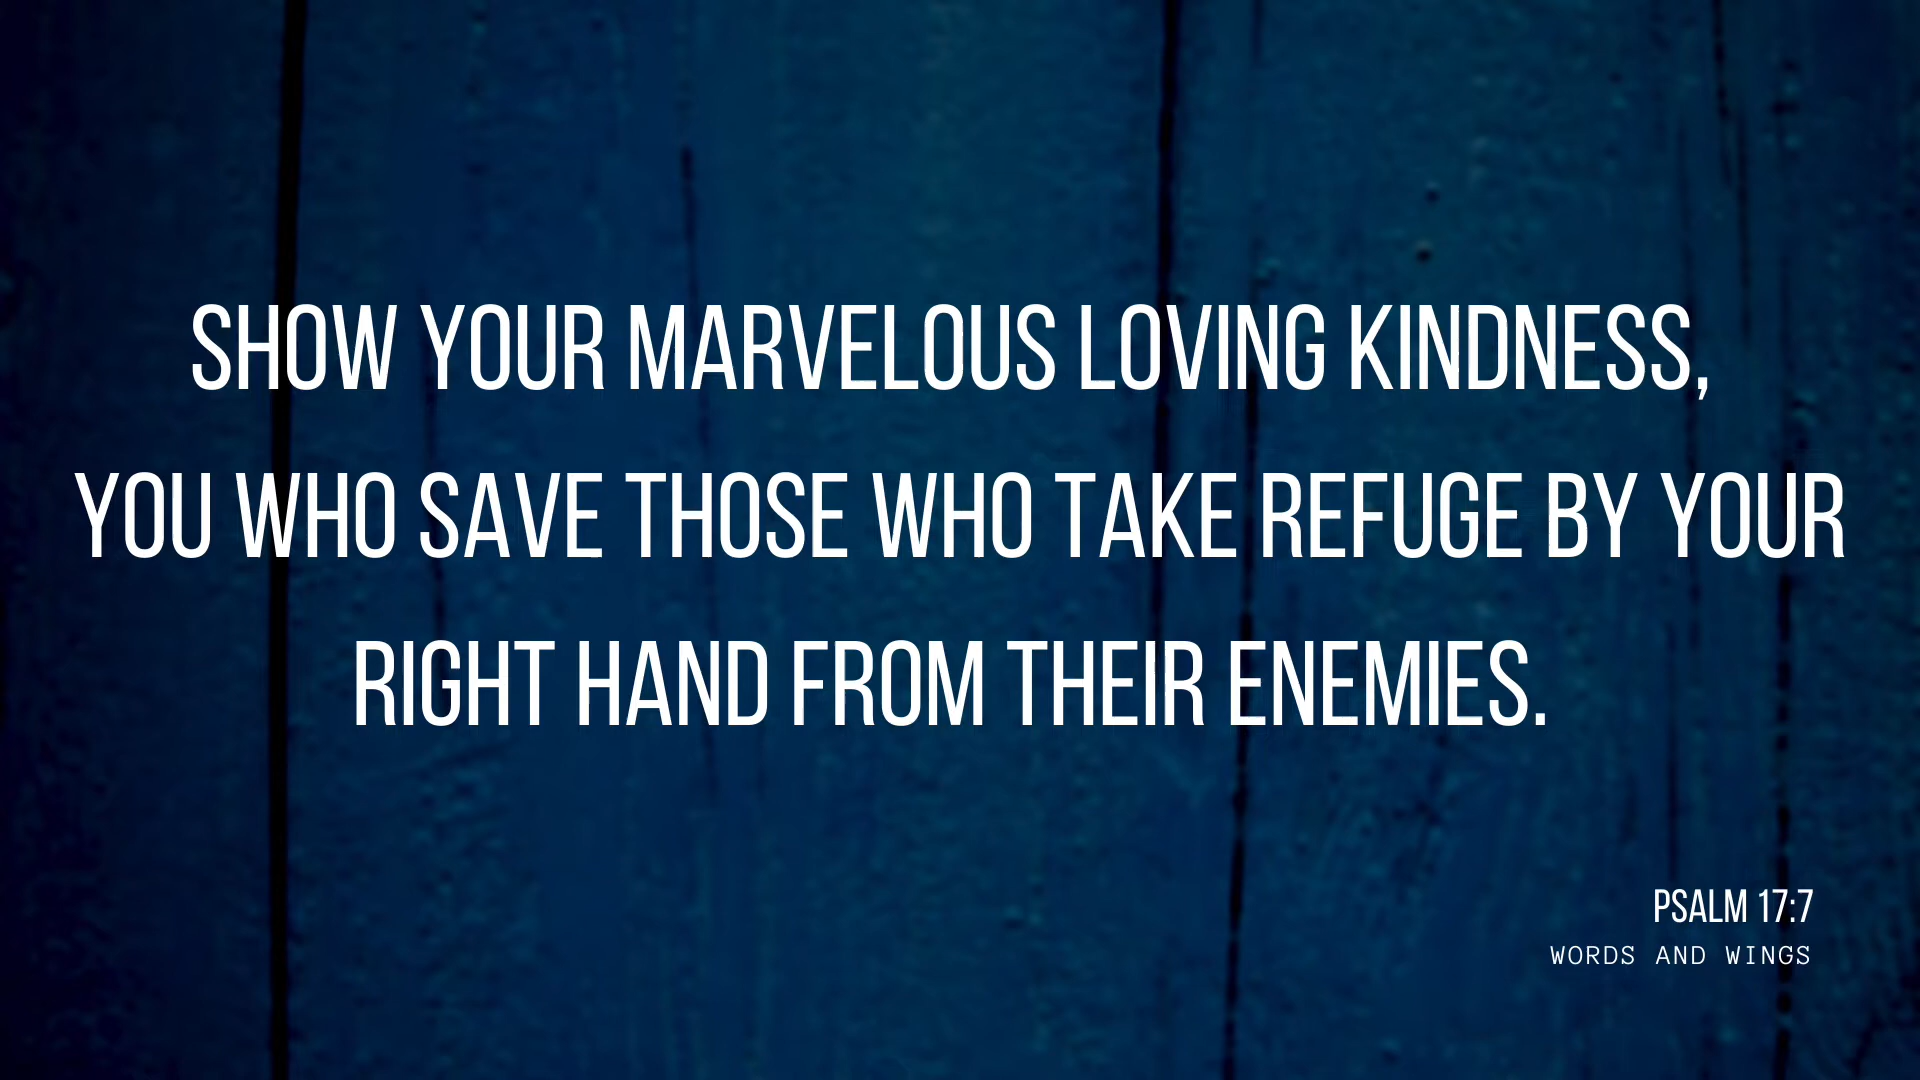 SHOW YOUR MARVELOUS LOVING KINDNESS,
YOU WHO SAVE THOSE WHO TAKE REFUGE BY YOUR
RIGHT HAND FROM THEIR ENEMIES.
PSALM 17:7
WORDS AND WINGS